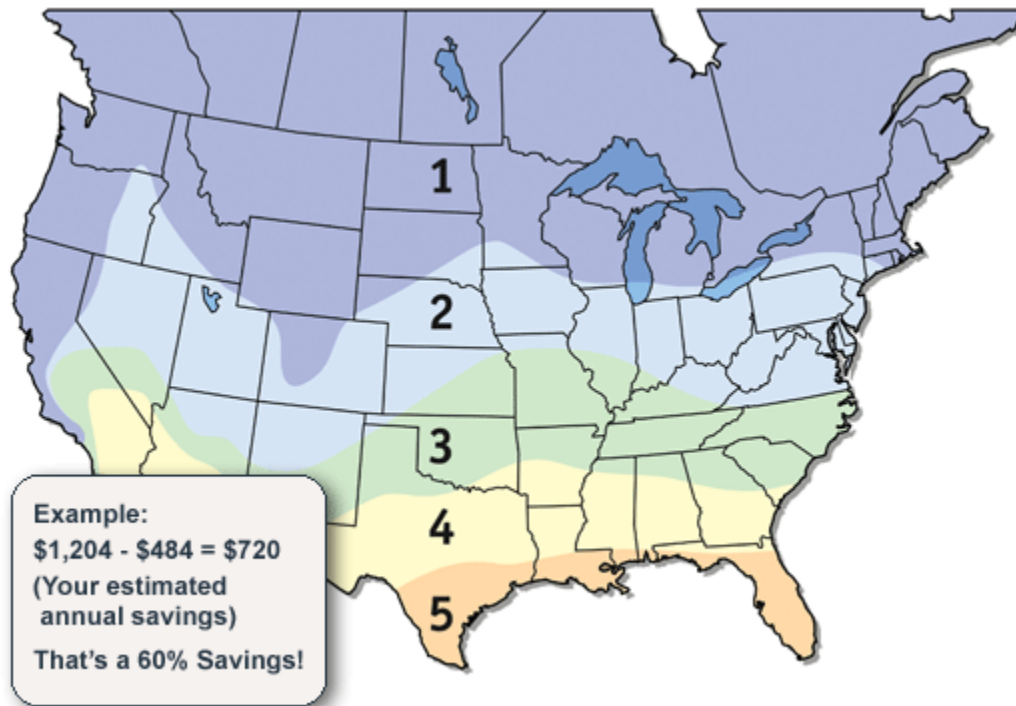 1
2
3
4
5
Example:
$1,204 - $484 = $720
(Your estimated
annual savings)
That's a 60% Savings!